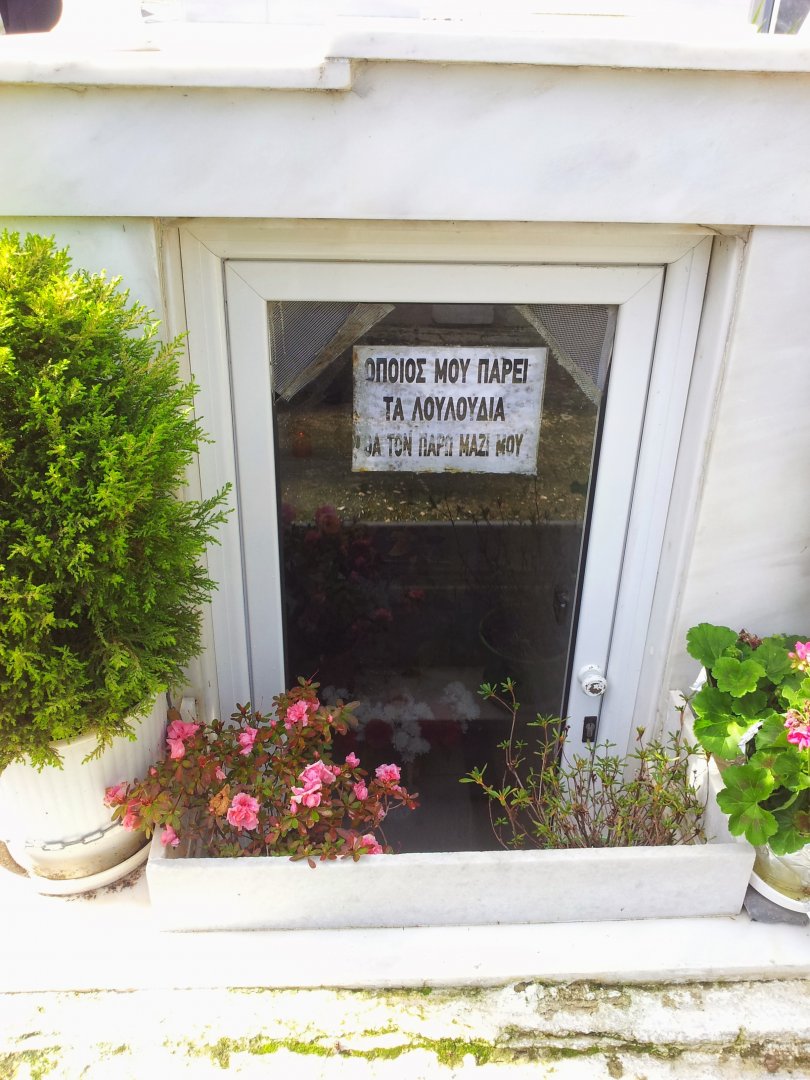 ΟΠΟΙΟΣ ΜΟΥ ΠΑΡΕΙ
ΤΑ ΛΟΥΛΟΥΔΙΑ
ΘΑ ΤΟΝ ΠΑΡΩ ΜΑΖΙ ΜΟΥ